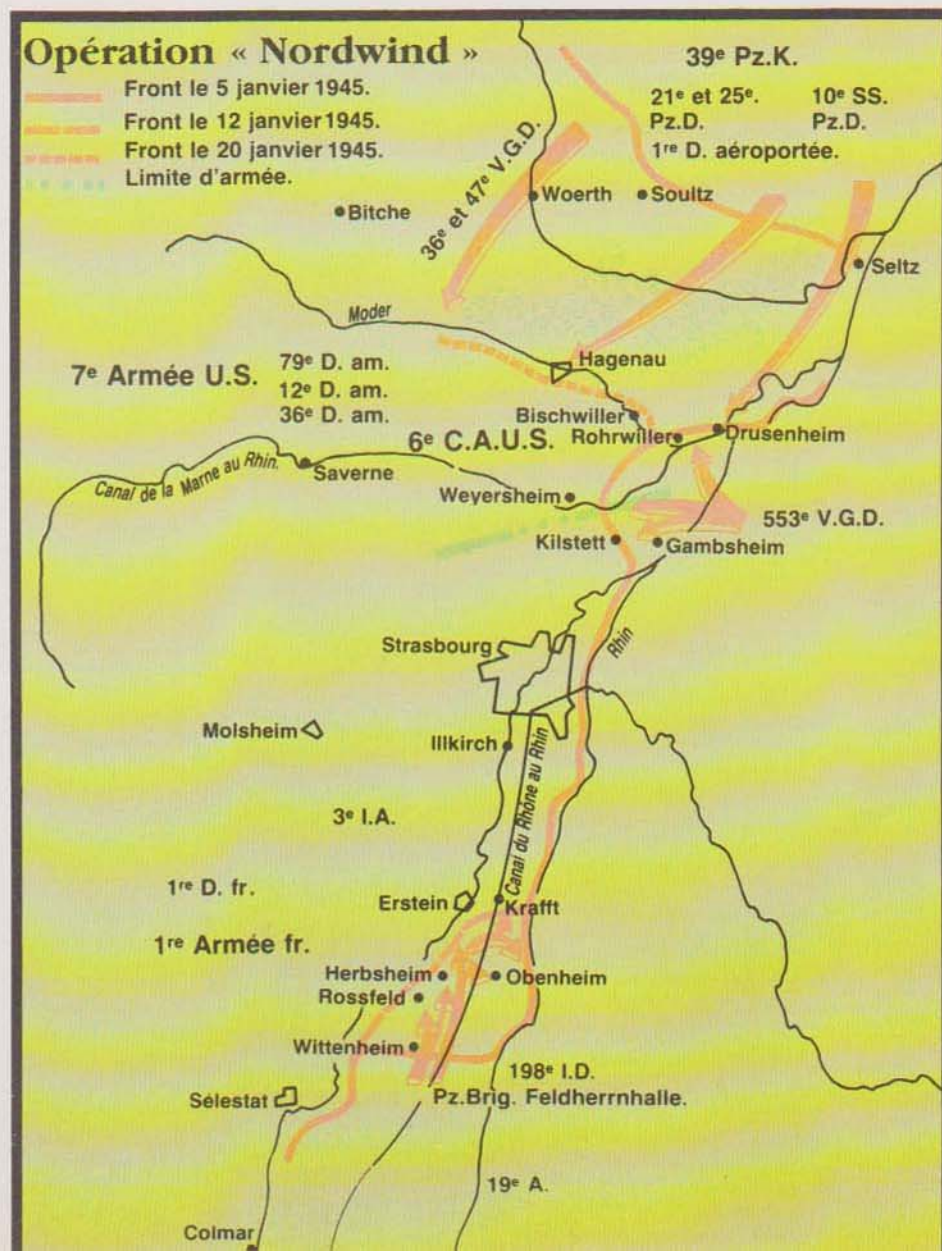 Opération « Nordwind »
Front le 5 janvier 1945.
Front le 12 janvier 1945.
Front le 20 janvier 1945.
Limite d'armée.
39e Pz.K.
21e et 25e.
Pz.D.
10e SS.
Pz.D.
1re D. aéroportée.
36e et 47e V.G.D.
Woerth
Soultz
Bitche
Seltz
Moder
Hagenau
7e Armée U.S.
79e D. am.
12e D. am.
36e D. am.
Bischwiller
6e C.A.U.S.
Rohrwiller
Drusenheim
Canal de la Marne au Rhin.
Saverne
Weyersheim
553e V.G.D.
Kilstett
Gambsheim
Strasbourg
Rhin
Molsheim
Illkirch
Canal du Rhône au Rhin
3e I.A.
1re D. fr.
Erstein
Krafft
1re Armée fr.
Herbsheim
Obenheim
Rossfeld
Wittenheim
198e I.D.
Sélestat
Pz.Brig. Feldherrnhalle.
19e A.
Colmar